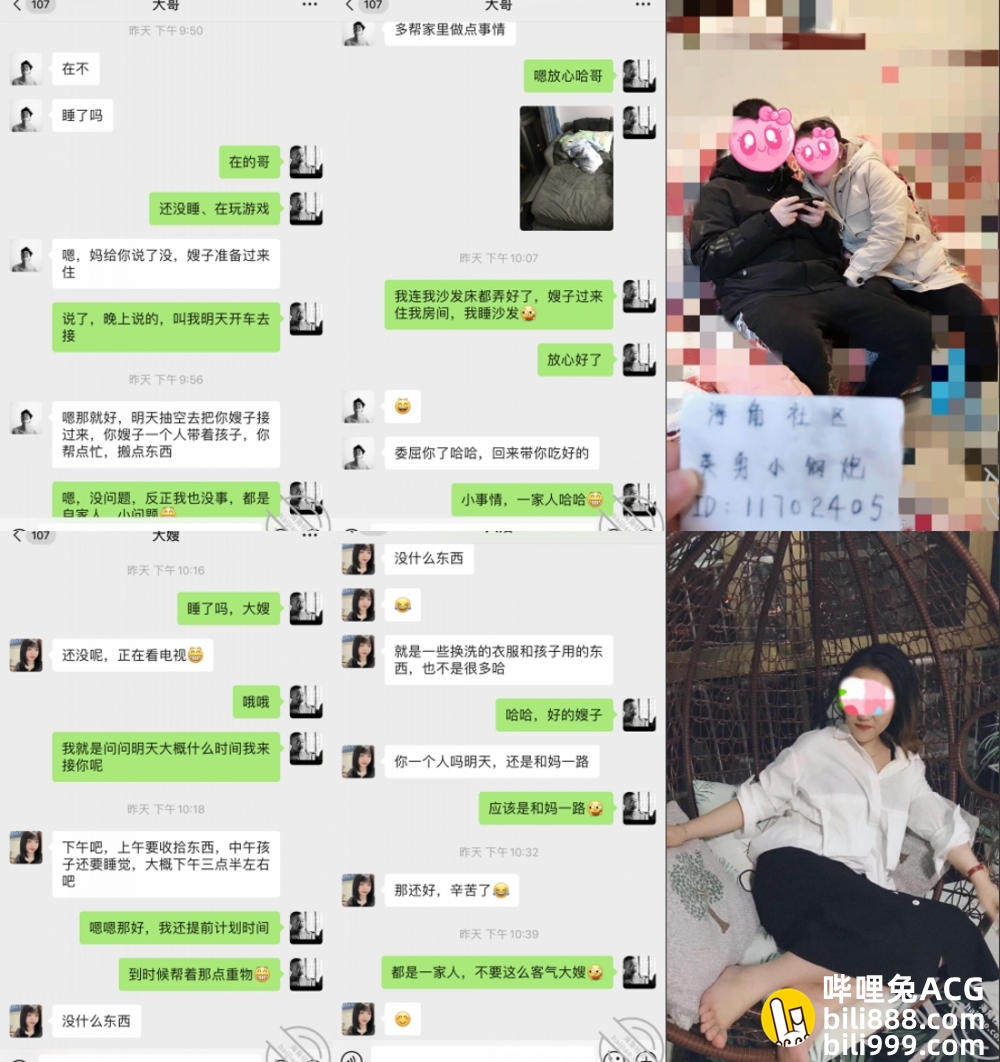 107
大哥
昨天 下午9:50
在不
睡了吗
在的哥
还没睡、在玩游戏
嗯，妈给你说了没，嫂子准备过来
住
说了，晚上说的，叫我明天开车去
接
昨天 下午9:56
嗯那就好，明天抽空去把你嫂子接
过来，你嫂子一个人带着孩子，你
帮点忙，搬点东西
嗯，没问题，反正我也没事，都是
自家人，小问题
107
大哥
多帮家里做点事情
嗯放心哈哥
昨天 下午10:07
我连我沙发床都弄好了，嫂子过来
住我房间，我睡沙发
放心好了
委屈你了哈哈，回来带你吃好的
小事情，一家人哈哈
海角社区
英勇小钢炮
ID:11702405
107
大嫂
昨天 下午10:16
睡了吗，大嫂
还没呢，正在看电视
哦哦
我就是问问明天大概什么时间我来
接你呢
昨天 下午10:18
下午吧，上午要收拾东西，中午孩
子还要睡觉，大概下午三点半左右
吧
嗯嗯那好，我还提前计划时间
到时候帮着那点重物
没什么东西
没什么东西
就是一些换洗的衣服和孩子用的东
西，也不是很多哈
哈哈，好的嫂子
你一个人吗明天，还是和妈一路
应该是和妈一路
昨天 下午10:32
那还好，辛苦了
昨天 下午10:39
都是一家人，不要这么客气大嫂
哔哩兔ACG
bili888.com
bili999.com